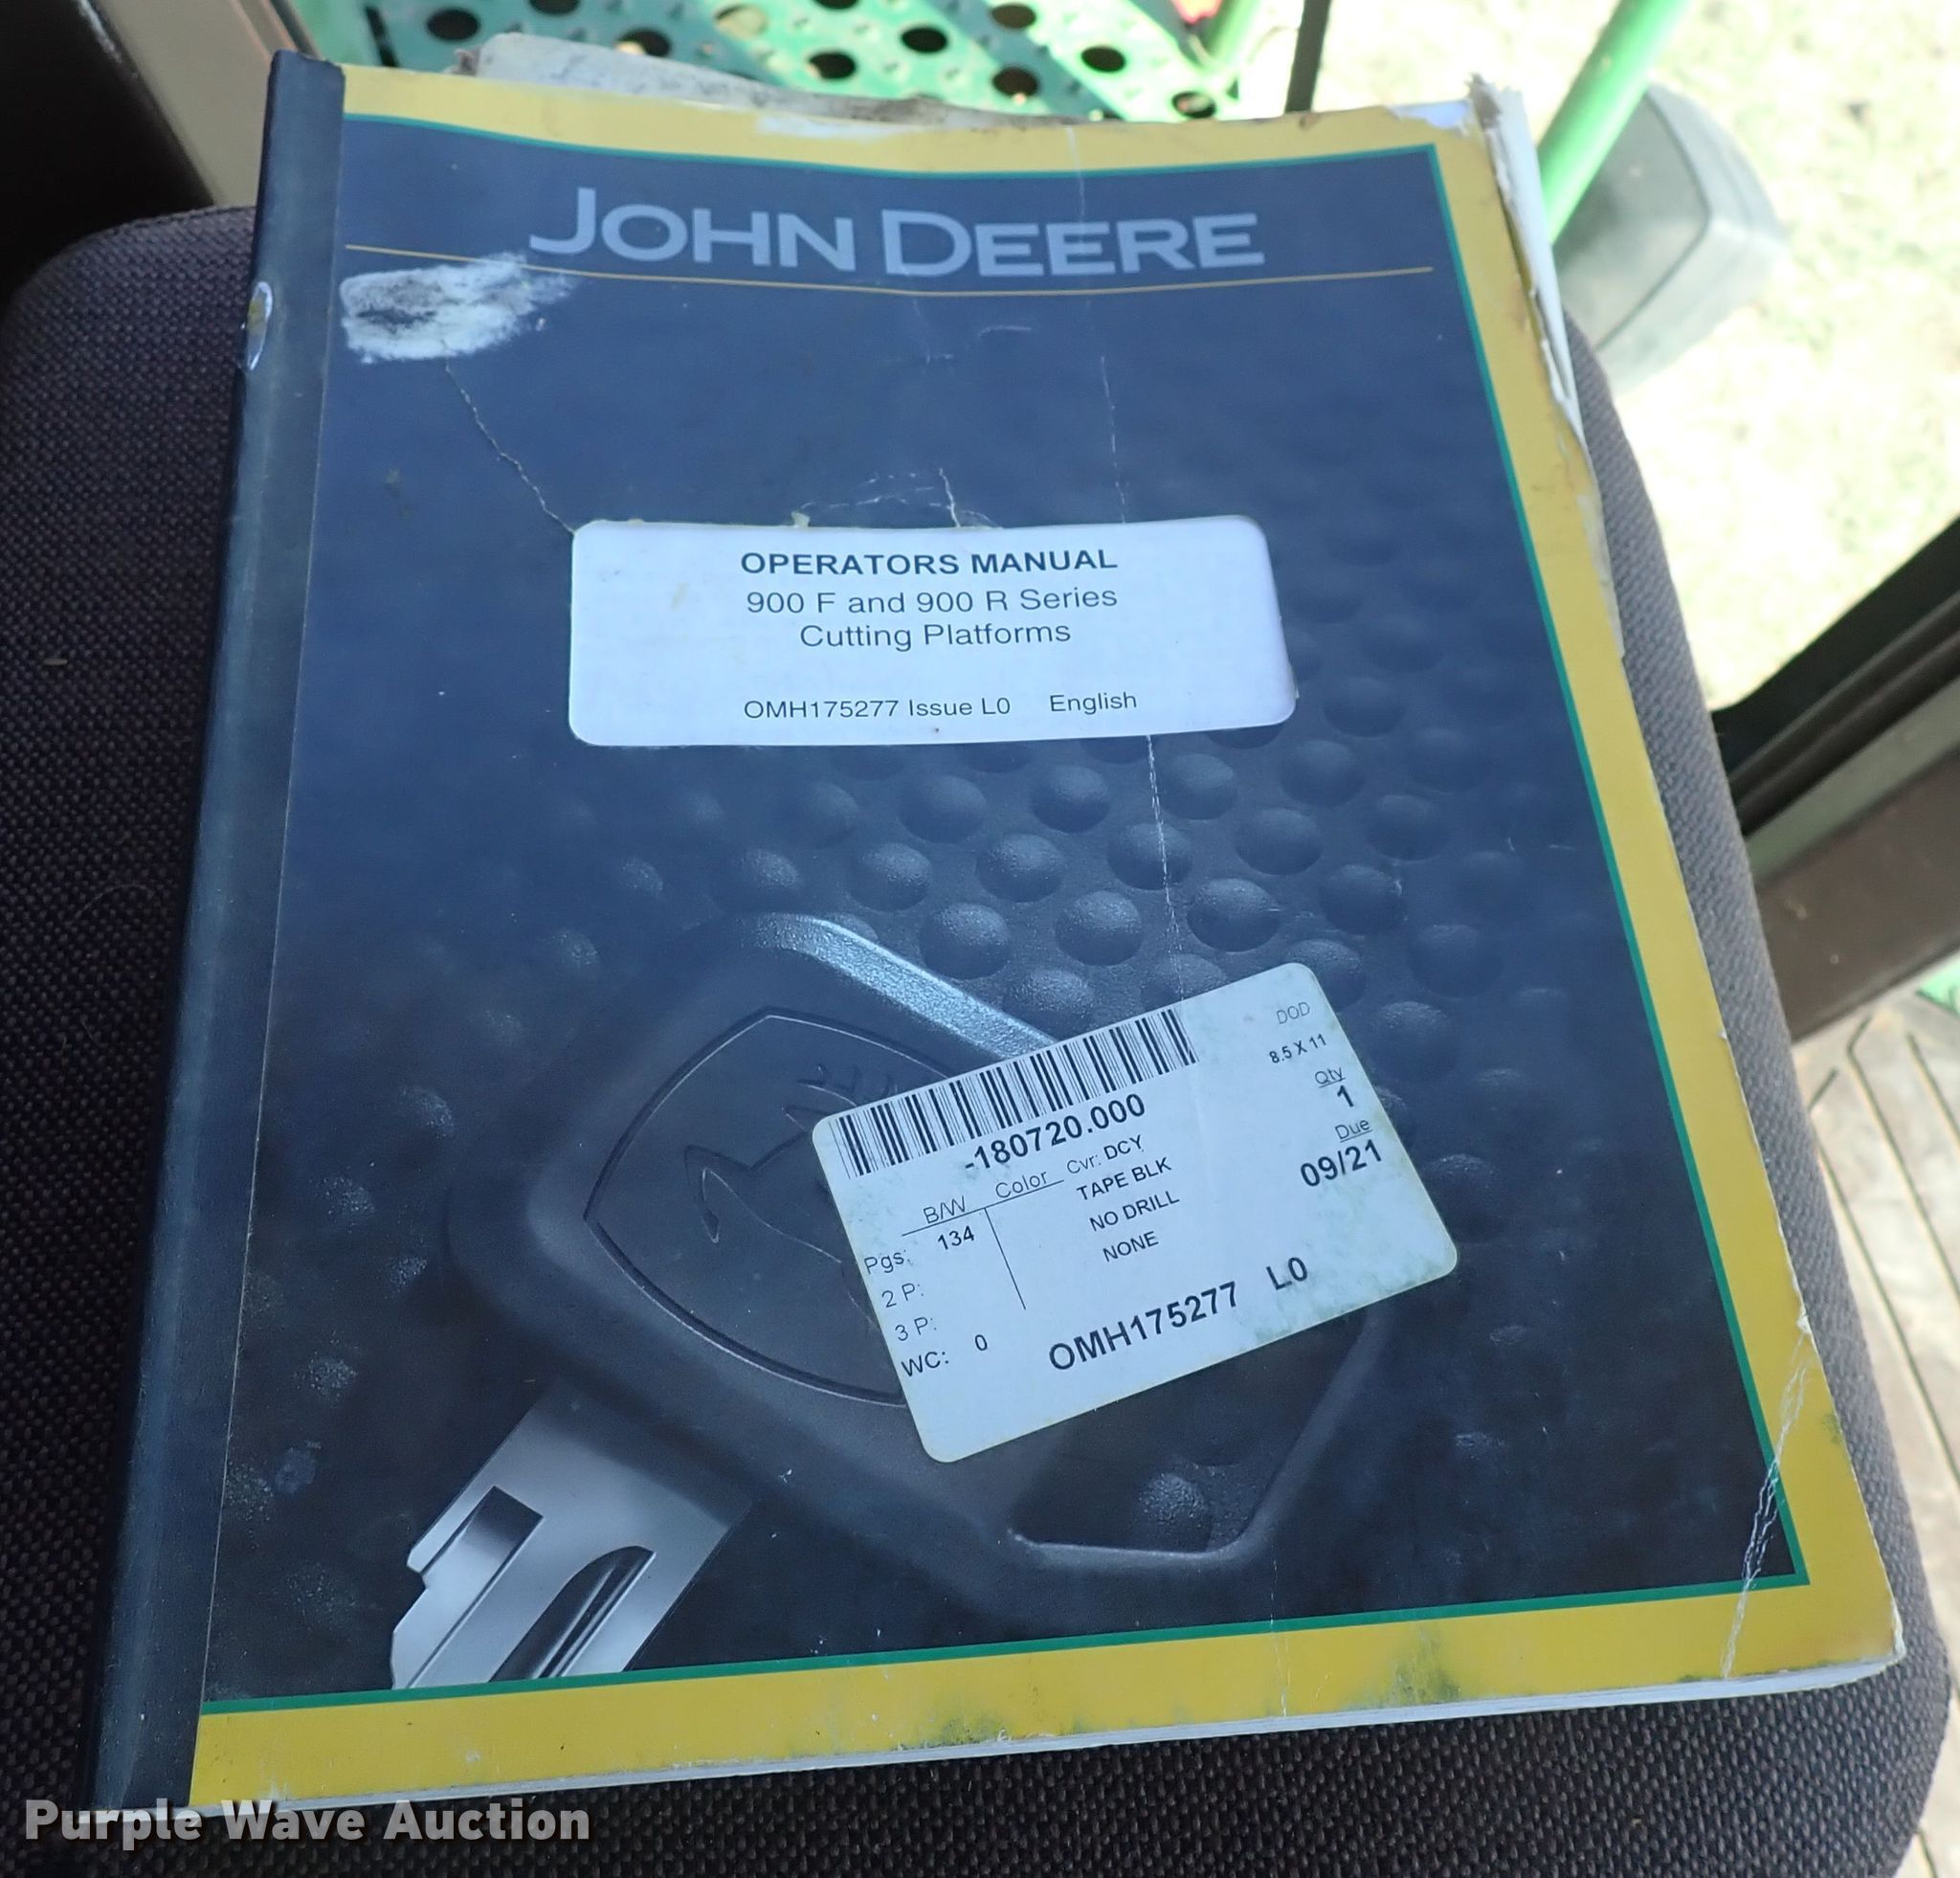 JOHN DEERE
OPERATORS MANUAL
900 F and 900 R Series
Cutting Platforms
OMH175277 Issue L0 English
DOD
8.5 X 11
-180720.000
Qty
1
B/W Color Cvr: DCY
Due
TAPE BLK
09/21
Pgs: 134
NO DRILL
2 P:
NONE
3 P:
WC: 0
OMH175277 L0
Purple Wave Auction